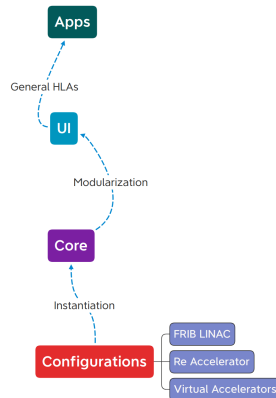 Apps
General HLAs
UI
Modularization
Core
Instantiation
FRIB LINAC
Configurations
Re Accelerator
Virtual Accelerators